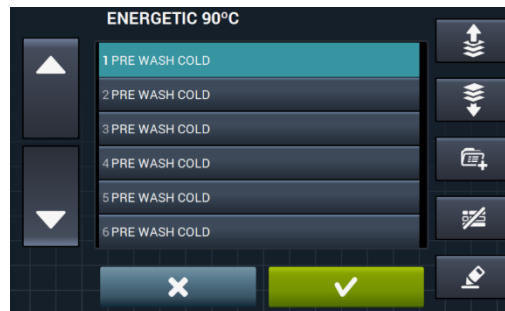 ENERGETIC 90ºC
1 PRE WASH COLD
2 PRE WASH COLD
3 PRE WASH COLD
4 PRE WASH COLD
5 PRE WASH COLD
6 PRE WASH COLD